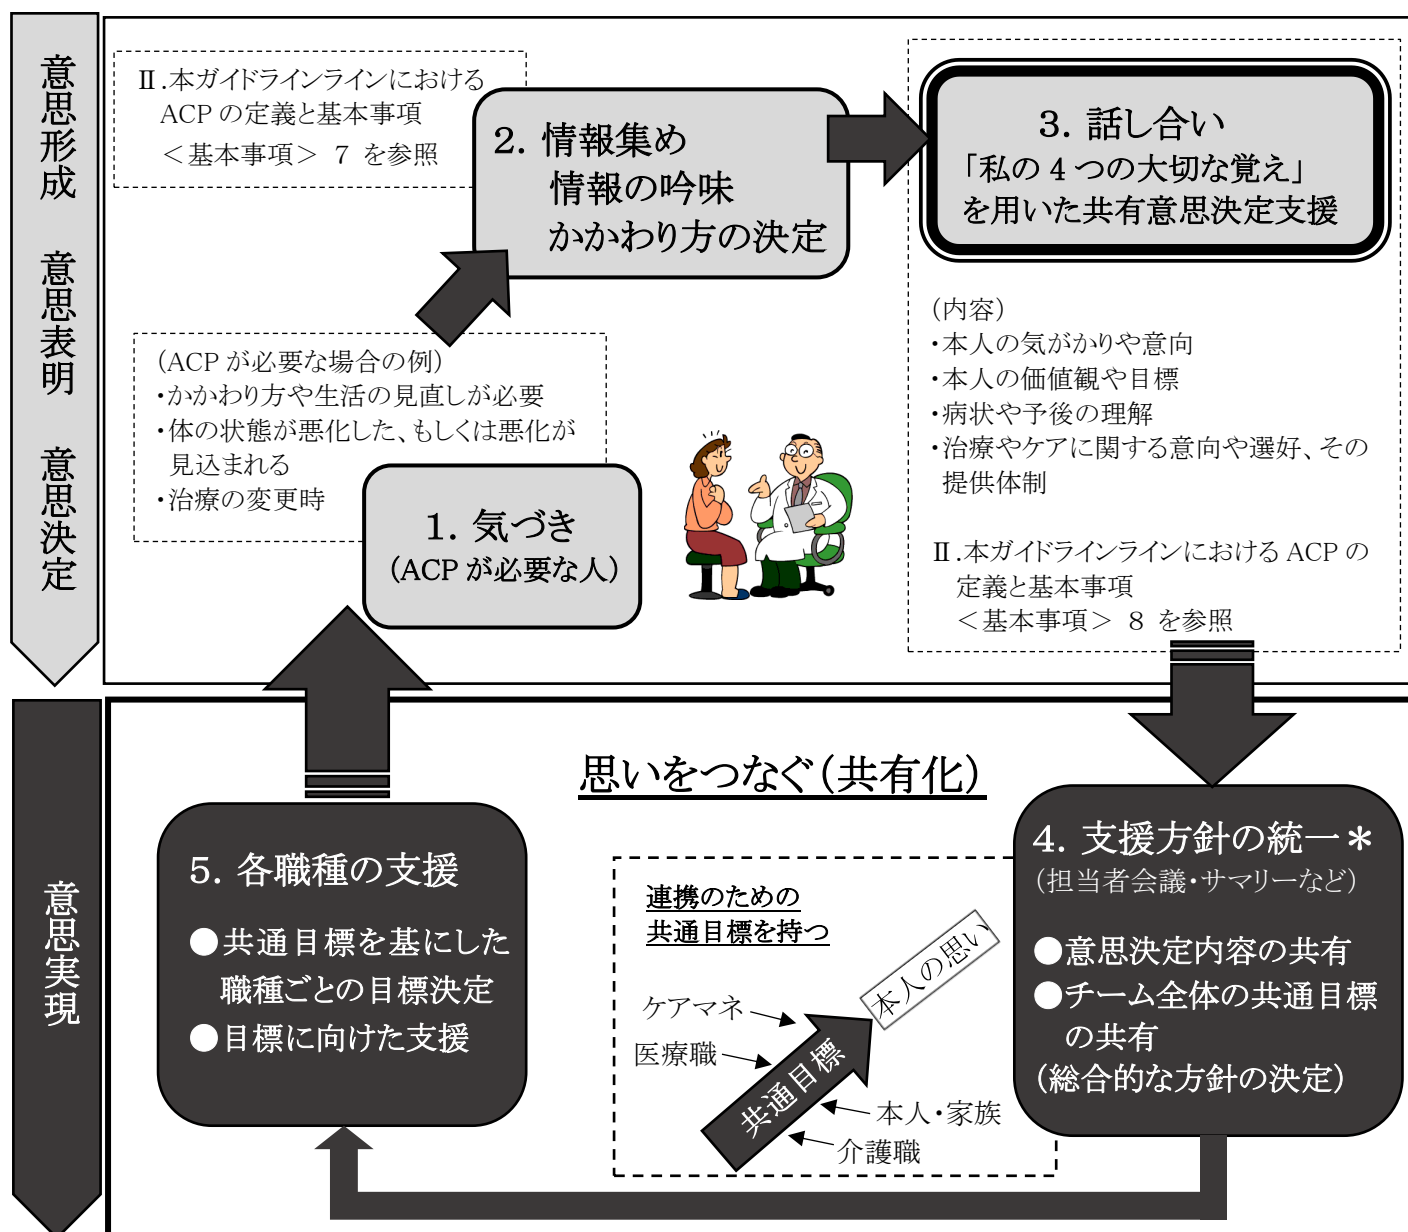 意思形成　意思表明　意思決定
Ⅱ.本ガイドラインラインにおける
ACP の定義と基本事項
＜基本事項＞ 7 を参照
2. 情報集め
情報の吟味
かかわり方の決定
3. 話し合い
「私の 4 つの大切な覚え」
を用いた共有意思決定支援
(内容)
・本人の気がかりや意向
・本人の価値観や目標
・病状や予後の理解
・治療やケアに関する意向や選好、その
提供体制
Ⅱ.本ガイドラインラインにおける ACP の
定義と基本事項
＜基本事項＞ 8 を参照
(ACP が必要な場合の例)
・かかわり方や生活の見直しが必要
・体の状態が悪化した、もしくは悪化が
見込まれる
・治療の変更時
1. 気づき
(ACP が必要な人)
意思実現
思いをつなぐ(共有化)
4. 支援方針の統一＊
(担当者会議・サマリーなど)
●意思決定内容の共有
●チーム全体の共通目標
の共有
(総合的な方針の決定)
連携のための
共通目標を持つ
本人の思い
共通目標
ケアマネ
医療職
本人・家族
介護職
5. 各職種の支援
●共通目標を基にした
職種ごとの目標決定
●目標に向けた支援